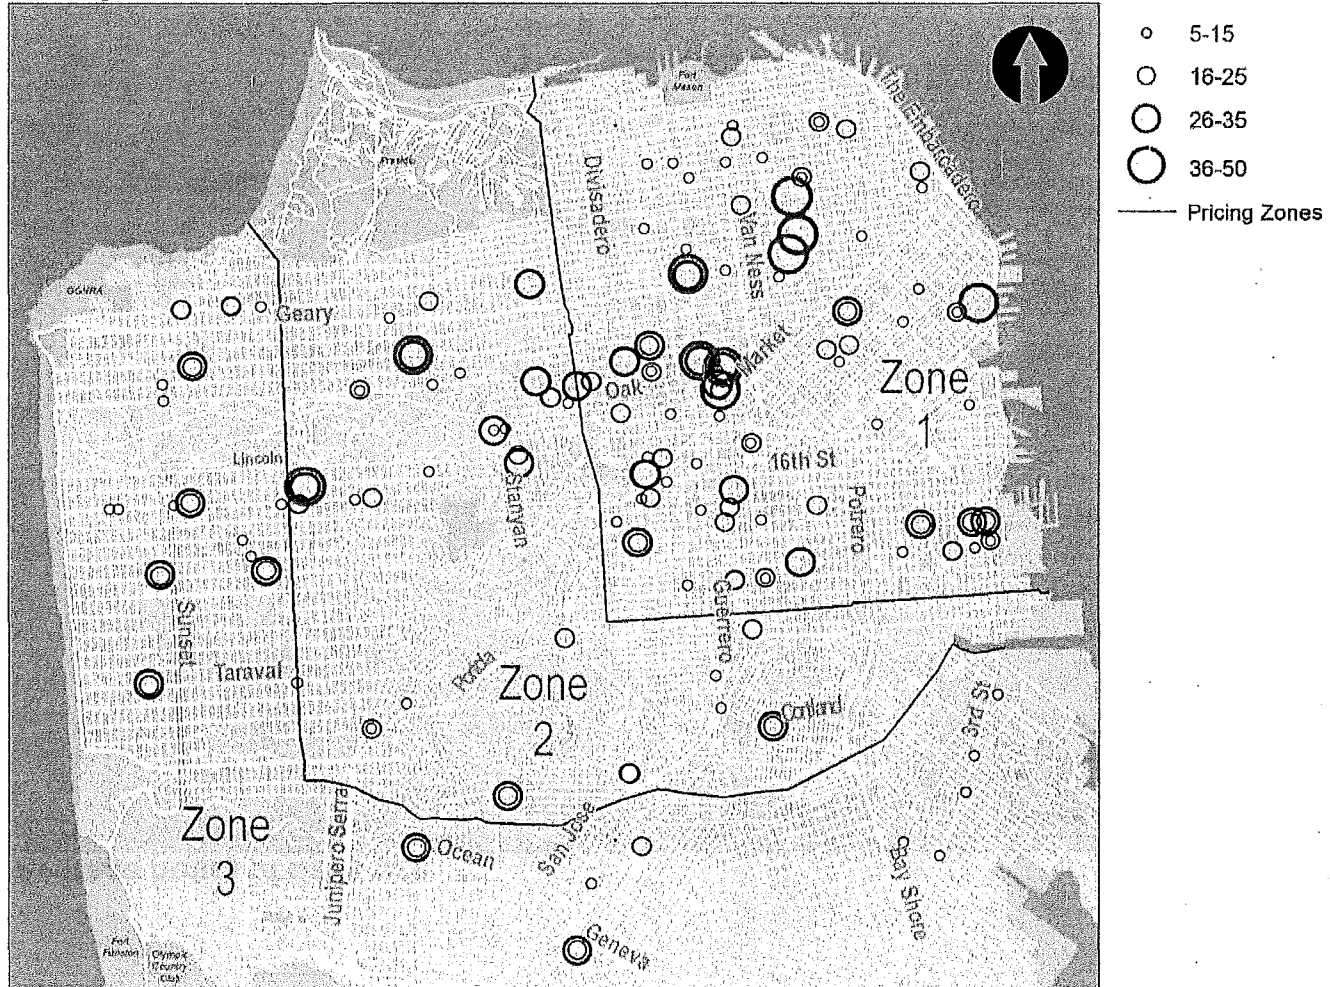 5-15
16-25
26-35
36-50
Pricing Zones
Fort
Mason
The Embarcadero
Presidio
Divisadero
Van Ness
GGNRA
Geary
Market
Zone
1
Oak
Lincoln
16th St
Stanyan
Potrero
Sunset
Guerrero
Taraval
Portola
Zone
2
Cortland
3rd St
Zone
3
Junipero Serra
Ocean
San Jose
Bay Shore
Geneva
Fort
Funston
Olympic
Country
Club